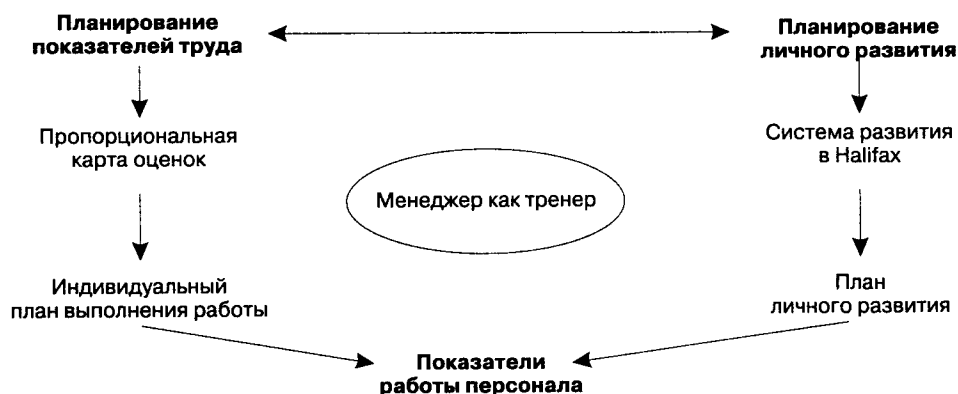 Планирование
показателей труда
Планирование
личного развития
Пропорциональная
карта оценок
Система развития
в Halifax
Менеджер как тренер
Индивидуальный
план выполнения работы
План
личного развития
Показатели
работы персонала